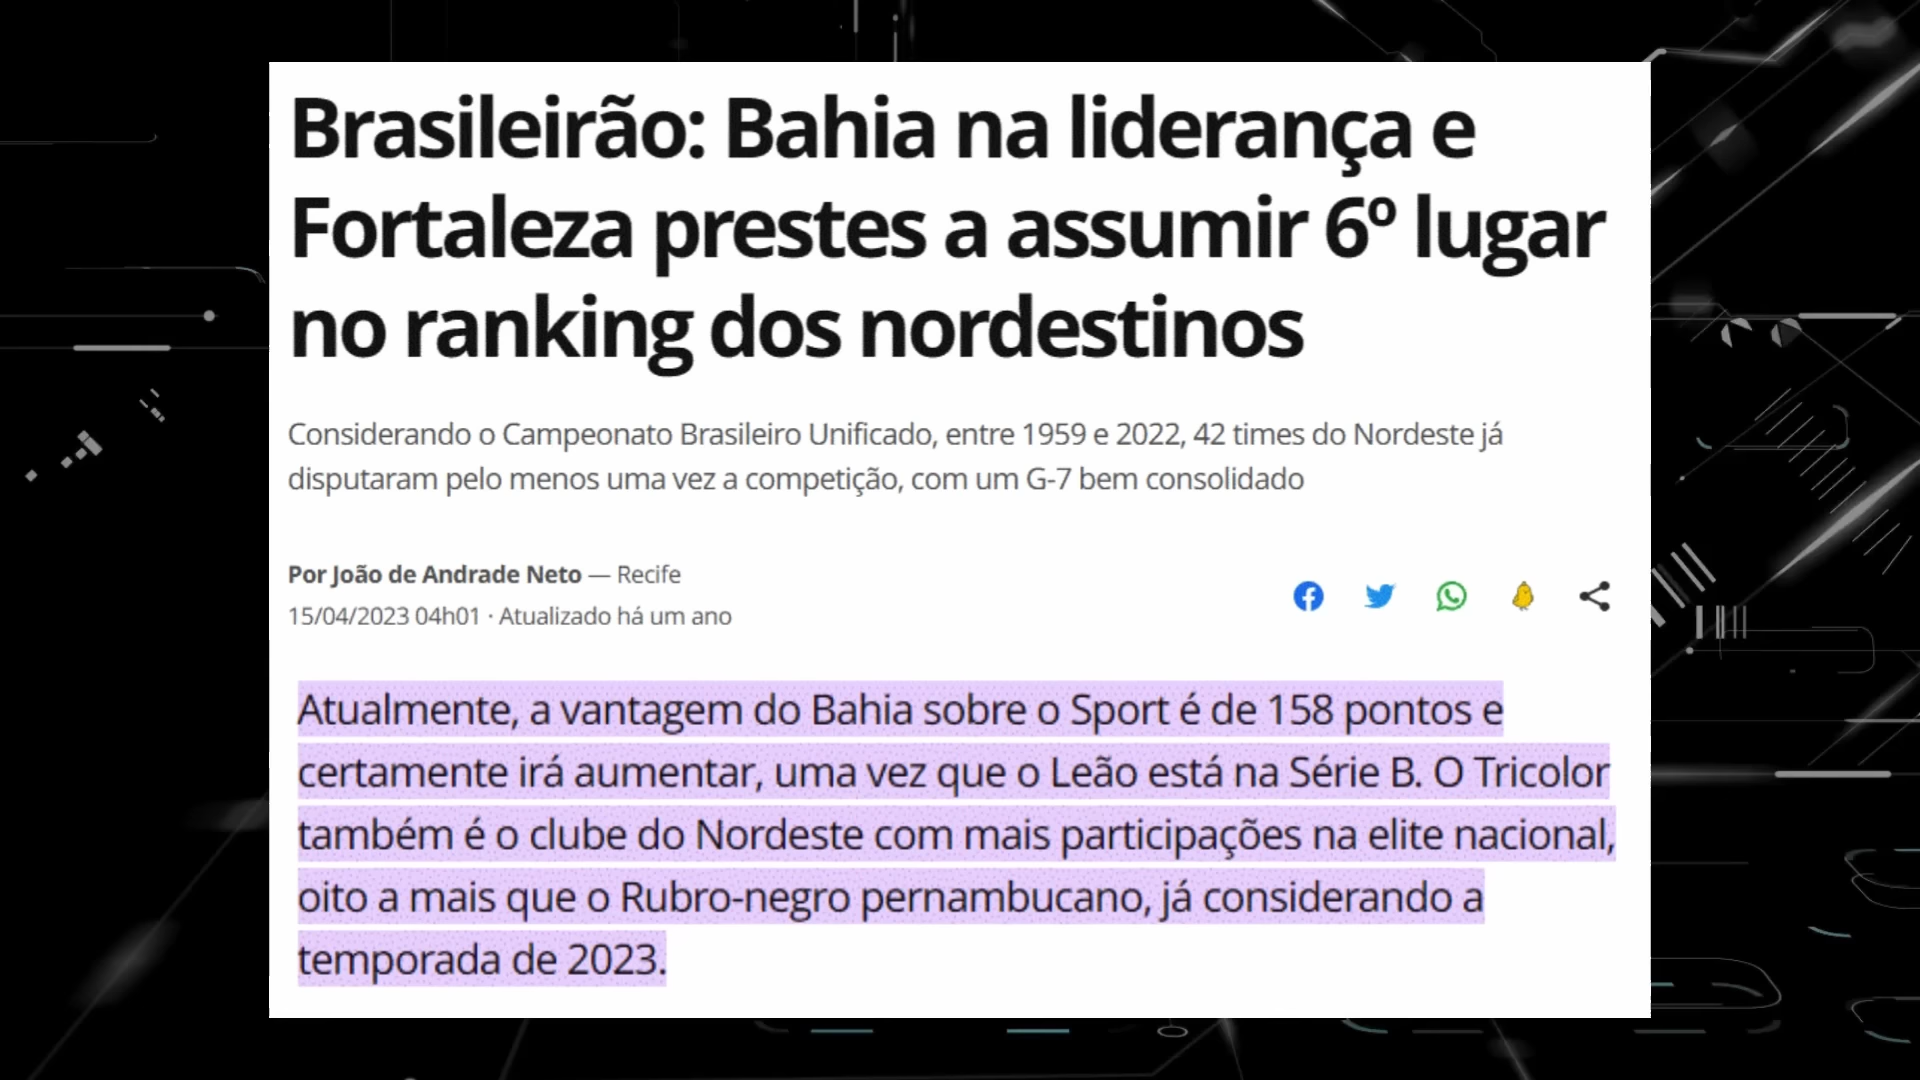 Brasileirão: Bahia na liderança e
Fortaleza prestes a assumir 6º lugar
no ranking dos nordestinos
Considerando o Campeonato Brasileiro Unificado, entre 1959 e 2022, 42 times do Nordeste já
disputaram pelo menos uma vez a competição, com um G-7 bem consolidado
Por João de Andrade Neto — Recife
15/04/2023 04h01 · Atualizado há um ano
Atualmente, a vantagem do Bahia sobre o Sport é de 158 pontos e
certamente irá aumentar, uma vez que o Leão está na Série B. O Tricolor
também é o clube do Nordeste com mais participações na elite nacional,
oito a mais que o Rubro-negro pernambucano, já considerando a
temporada de 2023.